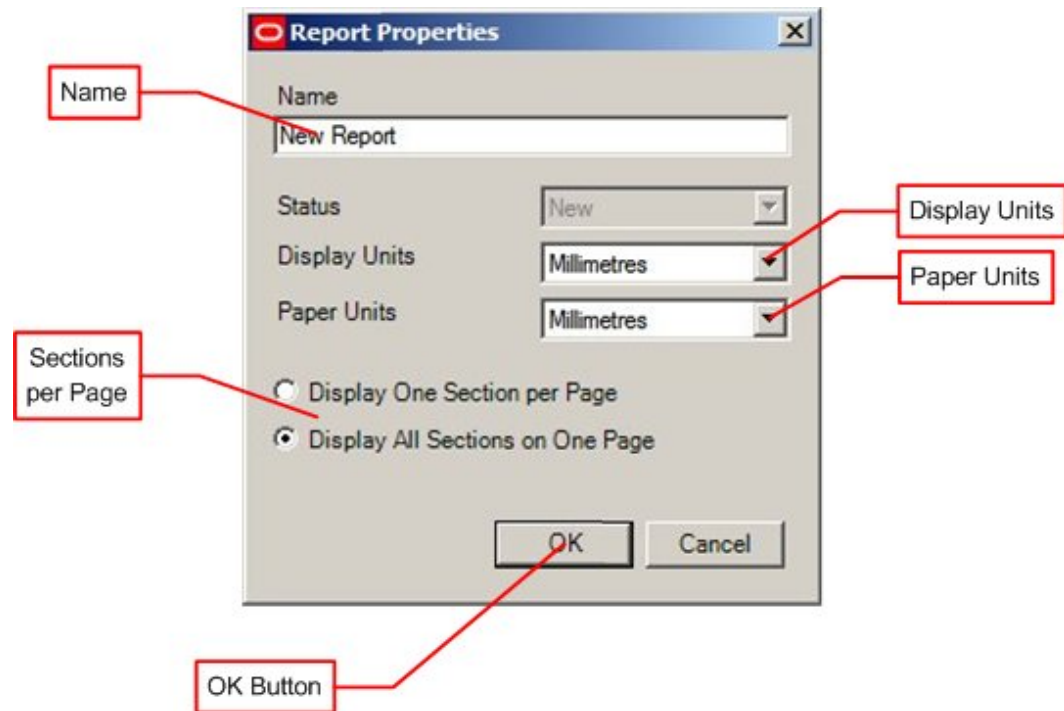 Report Properties
Name
Name
New Report
Status
New
Display Units
Display Units
Millimetres
Paper Units
Paper Units
Millimetres
Sections
per Page
Display One Section per Page
Display All Sections on One Page
OK
Cancel
OK Button